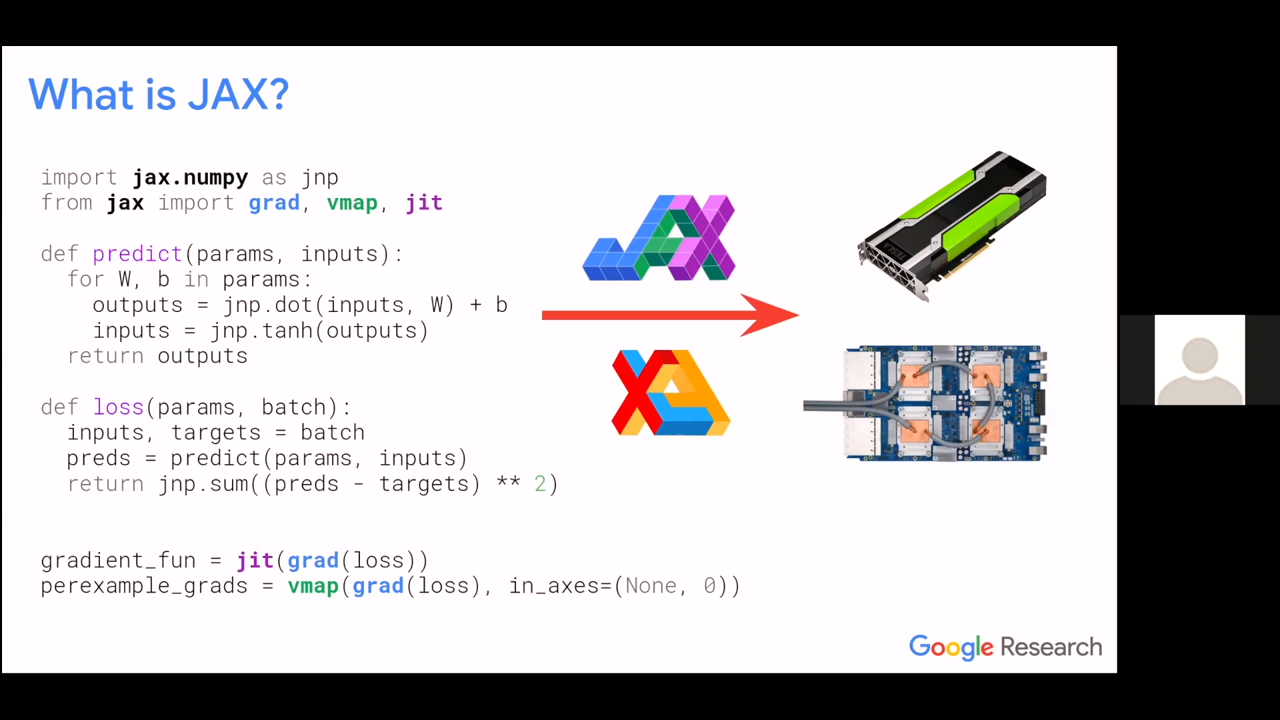 What is JAX?
import jax.numpy as jnp
from jax import grad, vmap, jit
def predict(params, inputs):
for W, b in params:
outputs = jnp.dot(inputs, W) + b
inputs = jnp.tanh(outputs)
return outputs
def loss(params, batch):
inputs, targets = batch
preds = predict(params, inputs)
return jnp.sum((preds - targets) ** 2)
gradient_fun = jit(grad(loss))
perexample_grads = vmap(grad(loss), in_axes=(None, 0))
JAX
XLA
Google Research